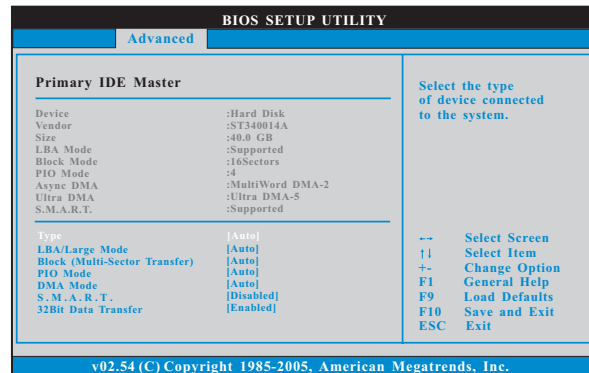 BIOS SETUP UTILITY
Advanced
Primary IDE Master
Device :Hard Disk
Vendor :ST340014A
Size :40.0 GB
LBA Mode :Supported
Block Mode :16Sectors
PIO Mode :4
Async DMA :MultiWord DMA-2
Ultra DMA :Ultra DMA-5
S.M.A.R.T. :Supported
Type [Auto]
LBA/Large Mode [Auto]
Block (Multi-Sector Transfer) [Auto]
PIO Mode [Auto]
DMA Mode [Auto]
S.M.A.R.T. [Disabled]
32Bit Data Transfer [Enabled]
Select the type
of device connected
to the system.
←→ Select Screen
↑↓ Select Item
+- Change Option
F1 General Help
F9 Load Defaults
F10 Save and Exit
ESC Exit
v02.54 (C) Copyright 1985-2005, American Megatrends, Inc.